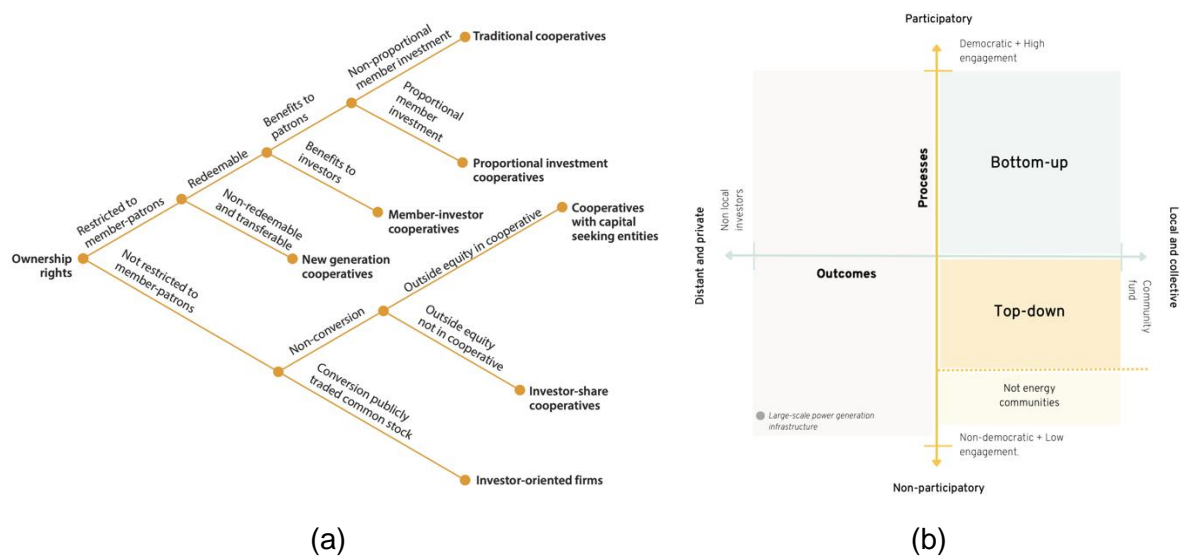 Non-proportional
member investment
Traditional cooperatives
Benefits to
patrons
Proportional
member
investment
Redeemable
Benefits to
investors
Proportional investment
cooperatives
Restricted to
member-patrons
Non-redeemable
and transferable
Member-investor
cooperatives
Ownership
rights
New generation
cooperatives
Not restricted to
member-patrons
Outside equity in cooperative
Cooperatives
with capital
seeking entities
Non-conversion
Outside equity
not in cooperative
Conversion publicly
traded common stock
Investor-share
cooperatives
Investor-oriented firms
(a)
Participatory
Democratic + High
engagement
Processes
Bottom-up
Distant and private
Non local
investors
Outcomes
Local and collective
Community
fund
Top-down
Not energy
communities
Large-scale power generation
infrastructure
Non-democratic + Low
engagement.
Non-participatory
(b)